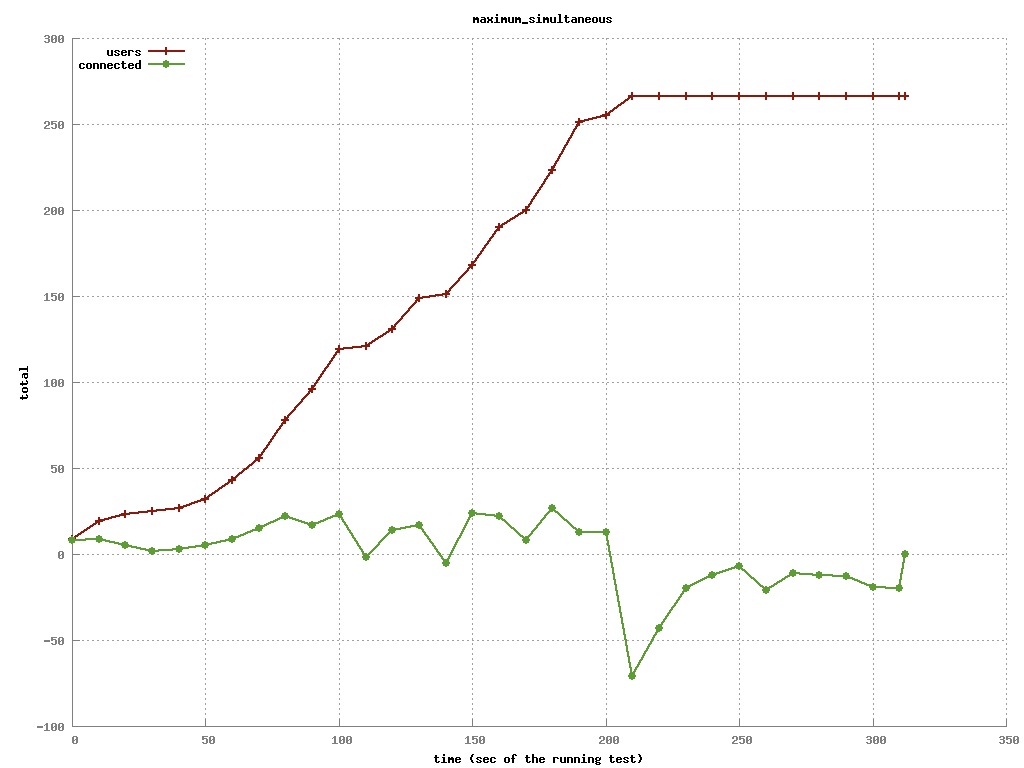 maximum_simultaneous
users
connected
300
250
200
150
100
50
0
-50
-100
total
0 50 100 150 200 250 300 350
time (sec of the running test)